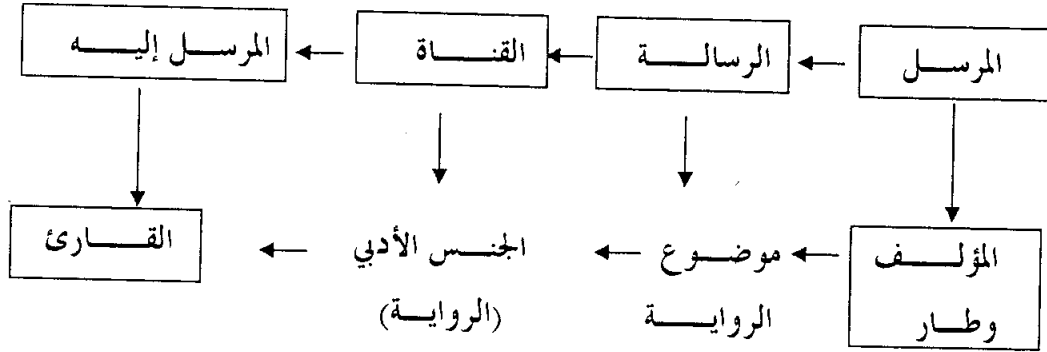 المرسل
الرسالة
القناة
المرسل إليه
المؤلف
وطار
موضوع
الرواية
الجنس الأدبي
(الرواية)
القارئ